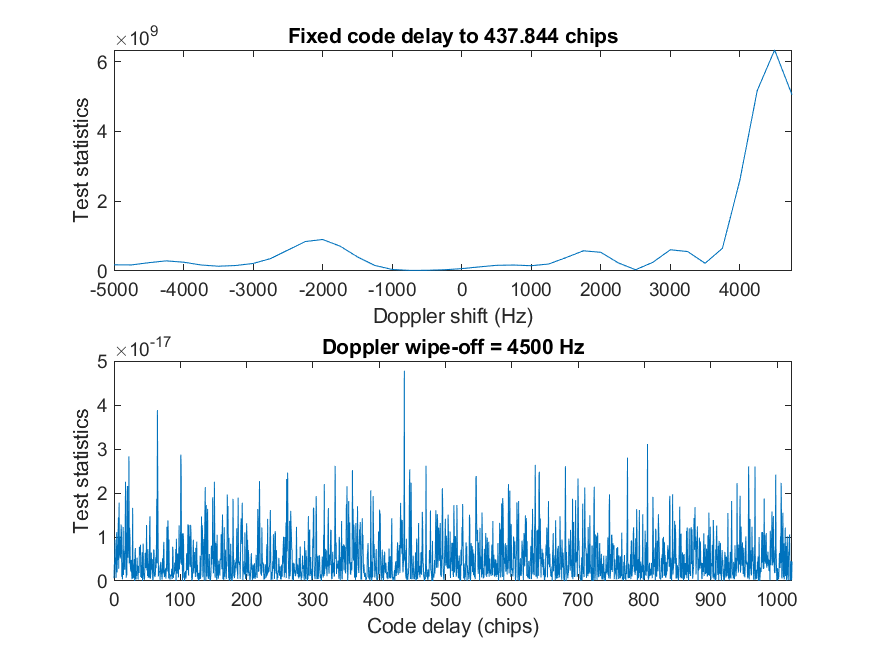 ×10^9
Fixed code delay to 437.844 chips
Test statistics
6
4
2
0
-5000 -4000 -3000 -2000 -1000 0 1000 2000 3000 4000
Doppler shift (Hz)
×10^-17
Doppler wipe-off = 4500 Hz
Test statistics
5
4
3
2
1
0
0 100 200 300 400 500 600 700 800 900 1000
Code delay (chips)